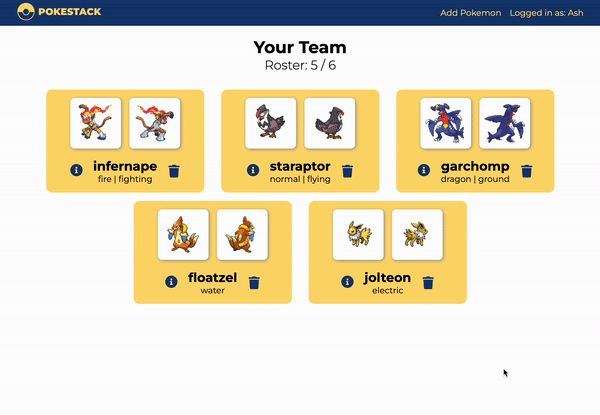 POKESTACK
Add Pokemon Logged in as: Ash
Your Team
Roster: 5 / 6
infernape
fire | fighting
staraptor
normal | flying
garchomp
dragon | ground
floatzel
water
jolteon
electric